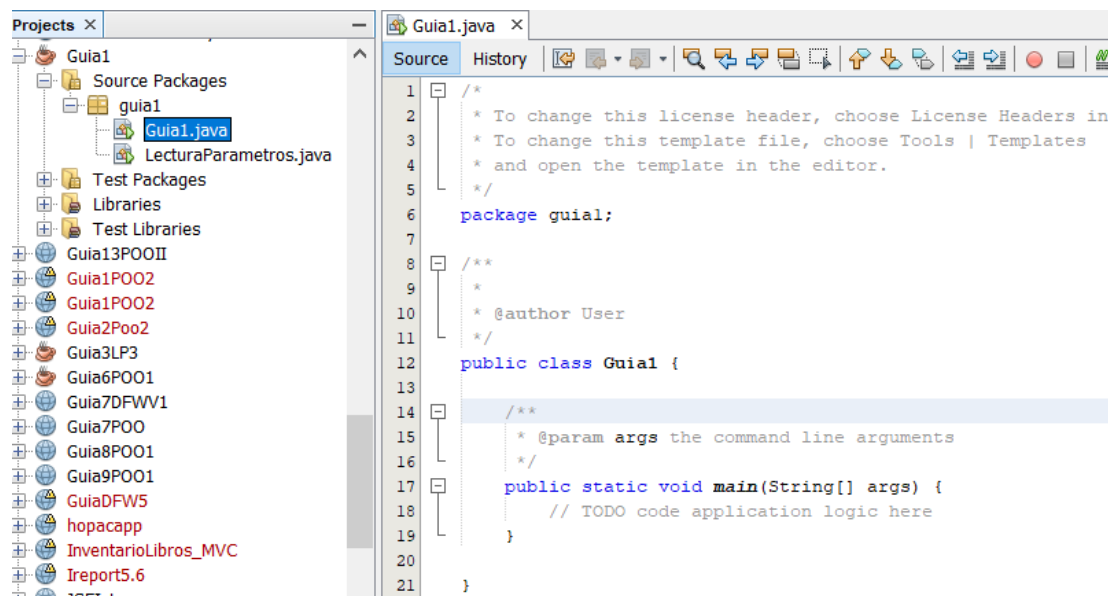 Projects
Guia1
Source Packages
guia1
Guia1.java
LecturaParametros.java
Test Packages
Libraries
Test Libraries
Guia13POOII
Guia1POO2
Guia1POO2
Guia2Poo2
Guia3LP3
Guia6POO1
Guia7DFWV1
Guia7POO
Guia8POO1
Guia9POO1
GuiaDFW5
hopacapp
InventarioLibros_MVC
Ireport5.6
Guia1.java
Source History
1 /*
2 * To change this license header, choose License Headers in
3 * To change this template file, choose Tools | Templates
4 * and open the template in the editor.
5 */
6 package guia1;
7
8 /**
9 *
10 * @author User
11 */
12 public class Guia1 {
13
14 /**
15 * @param args the command line arguments
16 */
17 public static void main(String[] args) {
18 // TODO code application logic here
19 }
20
21 }